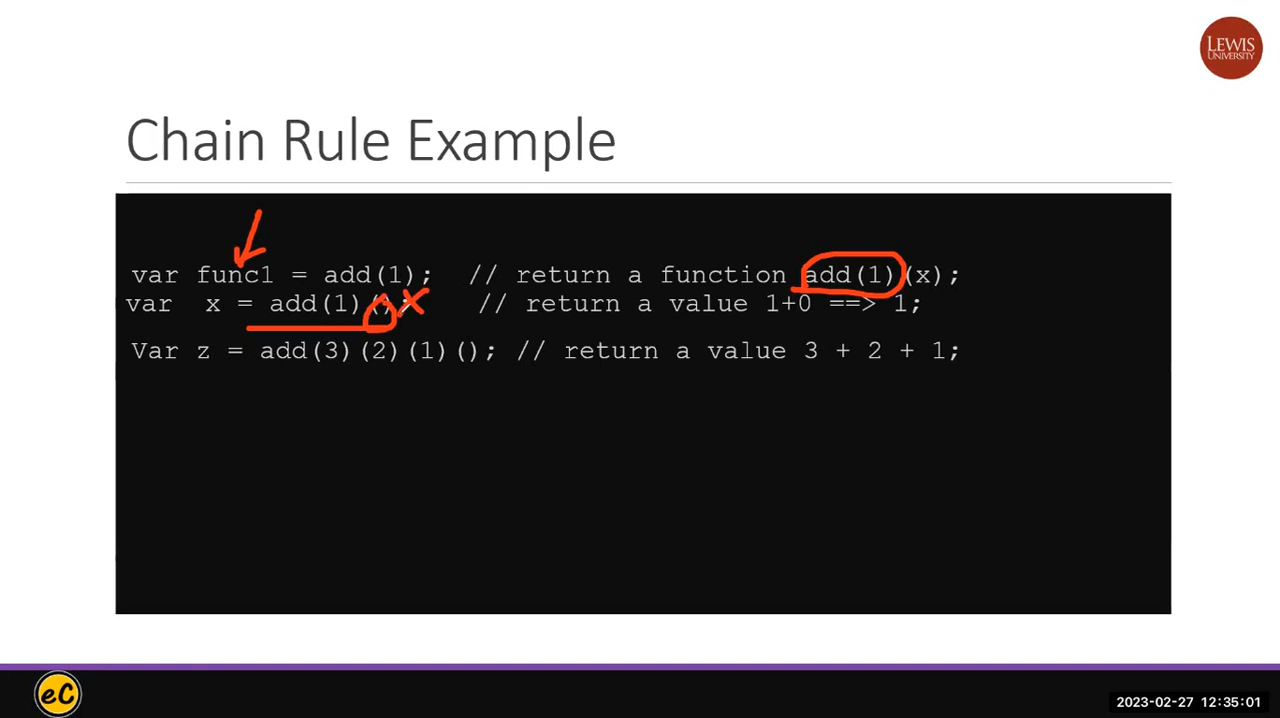 LEWIS
UNIVERSITY
Chain Rule Example
var func1 = add(1); // return a function add(1)(x);
var x = add(1)(); // return a value 1+0 ==> 1;
Var z = add(3)(2)(1)(); // return a value 3 + 2 + 1;
x
eC
2023-02-27 12:35:01